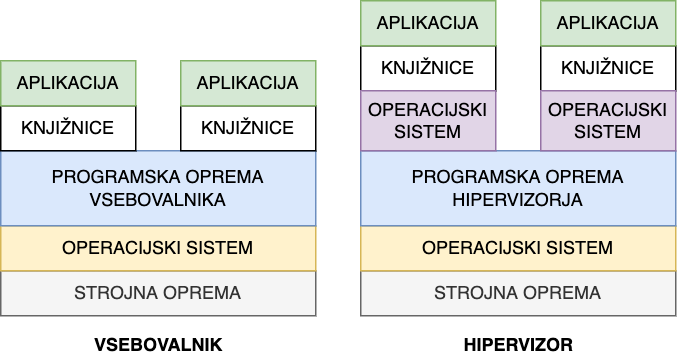 APLIKACIJA
APLIKACIJA
KNJIŽNICE
KNJIŽNICE
PROGRAMSKA OPREMA
VSEBOVALNIKA
OPERACIJSKI SISTEM
STROJNA OPREMA
VSEBOVALNIK
APLIKACIJA
APLIKACIJA
KNJIŽNICE
KNJIŽNICE
OPERACIJSKI
SISTEM
OPERACIJSKI
SISTEM
PROGRAMSKA OPREMA
HIPERVIZORJA
OPERACIJSKI SISTEM
STROJNA OPREMA
HIPERVIZOR